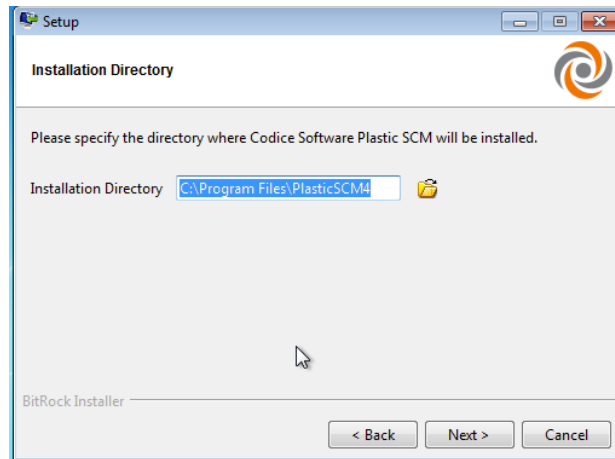 Setup
Installation Directory
Please specify the directory where Codice Software Plastic SCM will be installed.
Installation Directory C:\Program Files\PlasticSCM4
BitRock Installer
< Back Next > Cancel